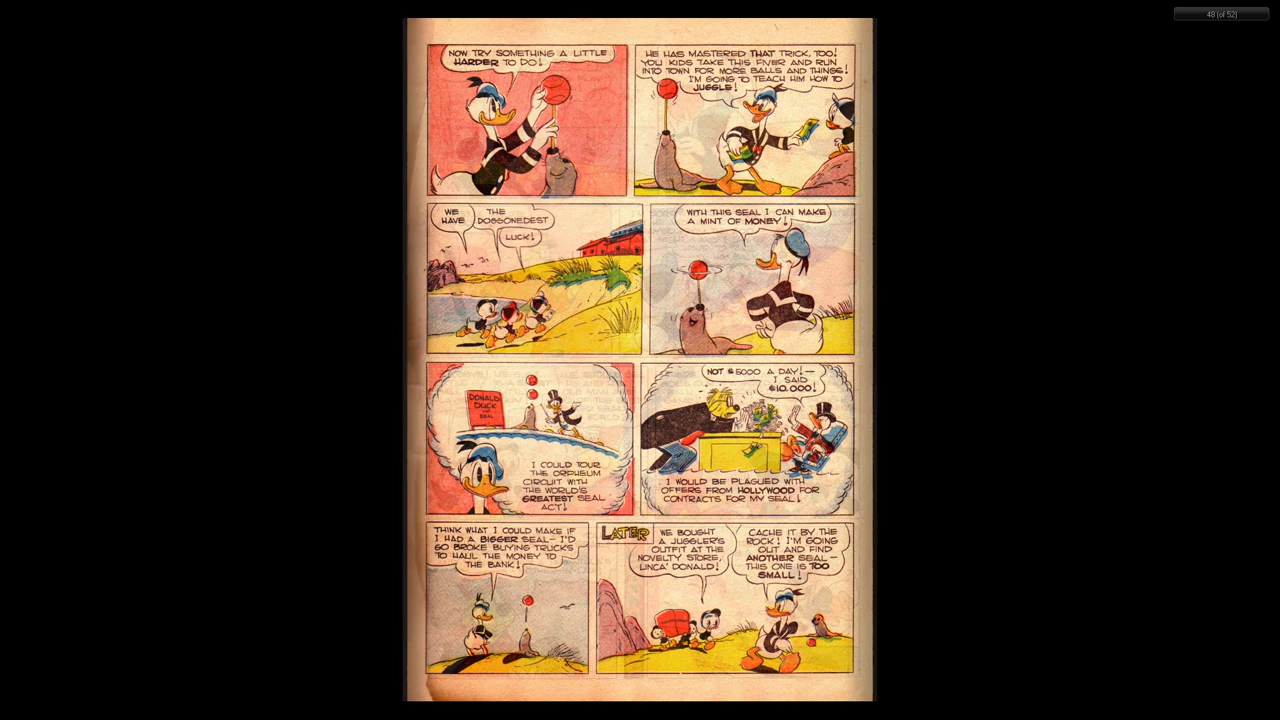 48 (of 52)
NOW TRY SOMETHING A LITTLE
HARDER TO DO!
HE HAS MASTERED THAT TRICK, TOO!
YOU KIDS TAKE THIS FIVER AND RUN
INTO TOWN FOR MORE BALLS AND THINGS!
I'M GOING TO TEACH HIM HOW TO
JUGGLE!
WE
HAVE
THE
DOGGONEDEST
LUCK!
WITH THIS SEAL I CAN MAKE
A MINT OF MONEY!
DONALD
DUCK
AND
SEAL
I COULD TOUR
THE ORPHEUM
CIRCUIT WITH
THE WORLD'S
GREATEST SEAL
ACT!
NOT $5000 A DAY!—
I SAID
$10,000!
I WOULD BE PLAGUED WITH
OFFERS FROM HOLLYWOOD FOR
CONTRACTS FOR MY SEAL!
THINK WHAT I COULD MAKE IF
I HAD A BIGGER SEAL— I'D
GO BROKE BUYING TRUCKS
TO HAUL THE MONEY TO
THE BANK!
LATER
WE BOUGHT
A JUGGLER'S
OUTFIT AT THE
NOVELTY STORE,
UNCA' DONALD!
CACHE IT BY THE
ROCK! I'M GOING
OUT AND FIND
ANOTHER SEAL—
THIS ONE IS TOO
SMALL!